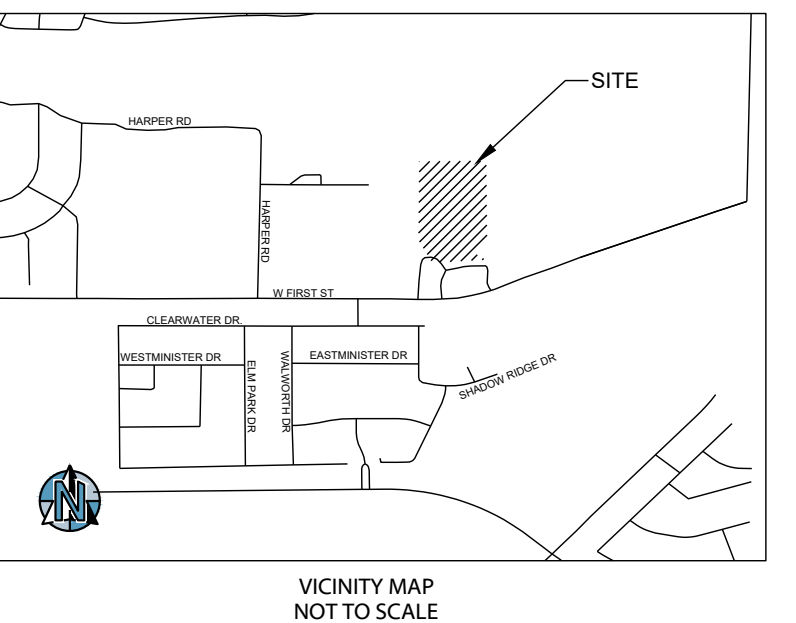 SITE
HARPER RD
HARPER RD
W FIRST ST
CLEARWATER DR.
WESTMINISTER DR
ELM PARK DR
WALWORTH DR
EASTMINISTER DR
SHADOW RIDGE DR
N
VICINITY MAP
NOT TO SCALE